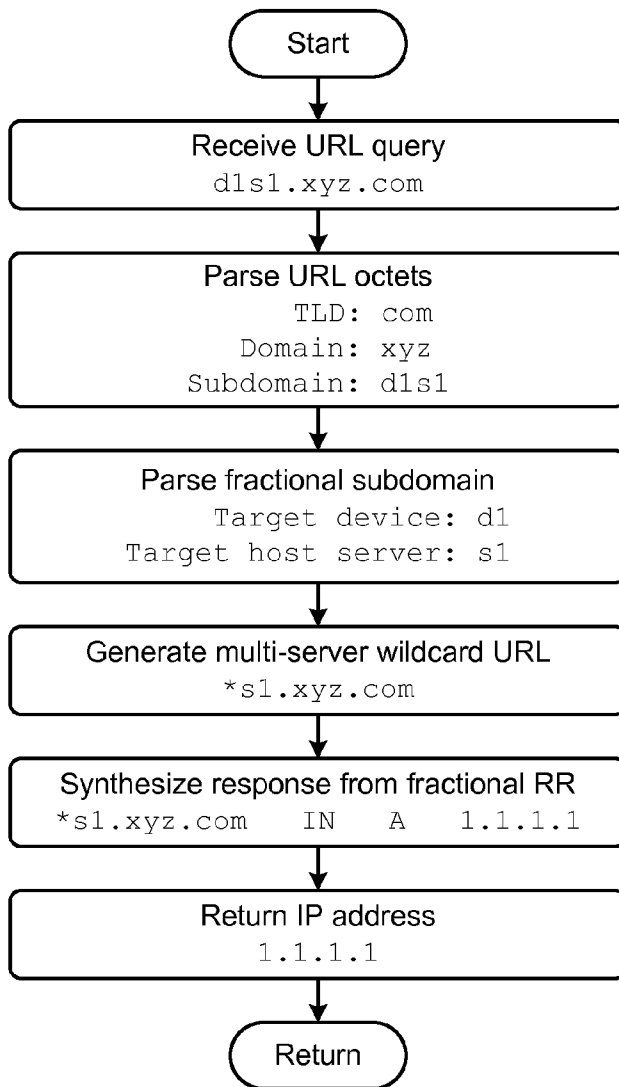 Start
Receive URL query
d1s1.xyz.com
Parse URL octets
TLD: com
Domain: xyz
Subdomain: d1s1
Parse fractional subdomain
Target device: d1
Target host server: s1
Generate multi-server wildcard URL
*s1.xyz.com
Synthesize response from fractional RR
*s1.xyz.com IN A 1.1.1.1
Return IP address
1.1.1.1
Return